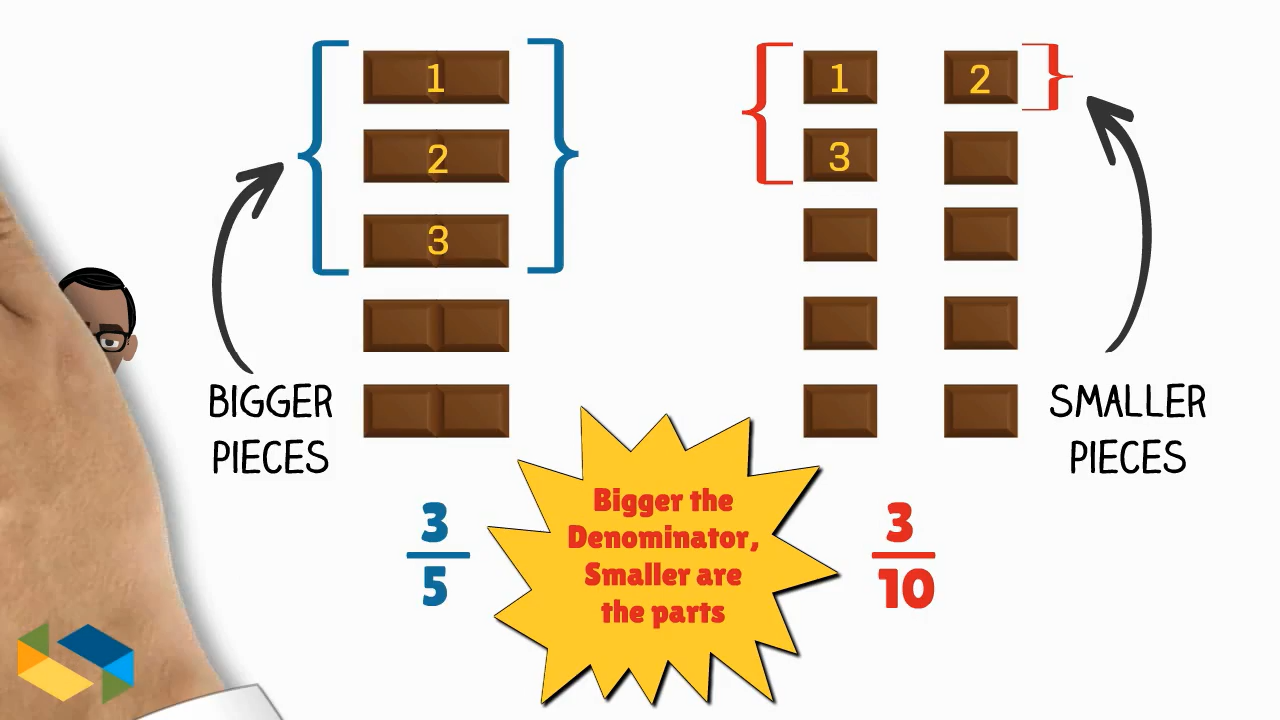 1
2
3
1
2
3
BIGGER
PIECES
SMALLER
PIECES
3
5
Bigger the
Denominator,
Smaller are
the parts
3
10